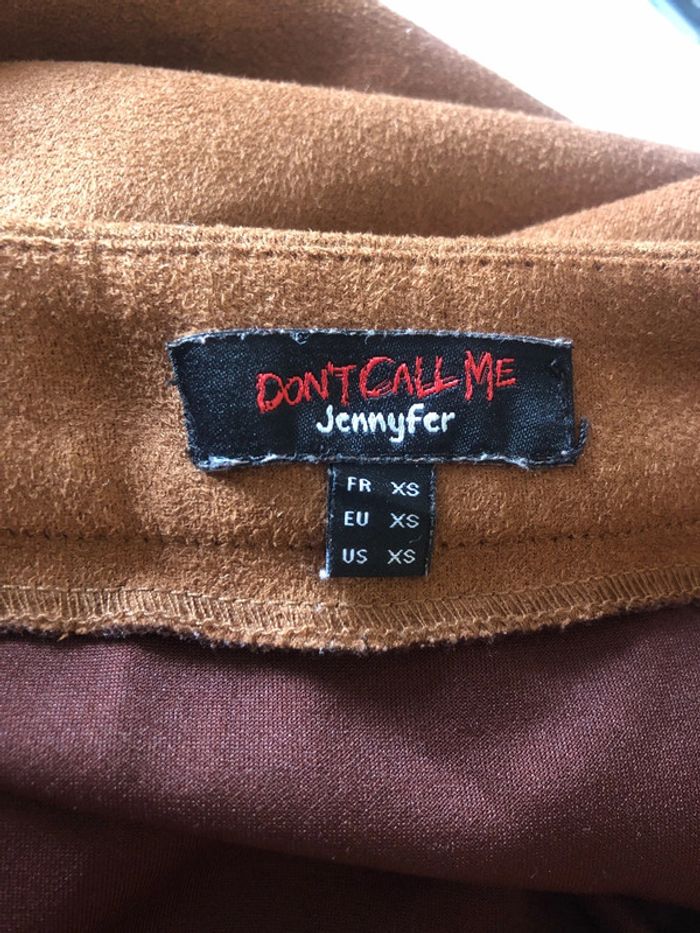 DON'T CALL ME
Jennyfer
FR XS
EU XS
US XS